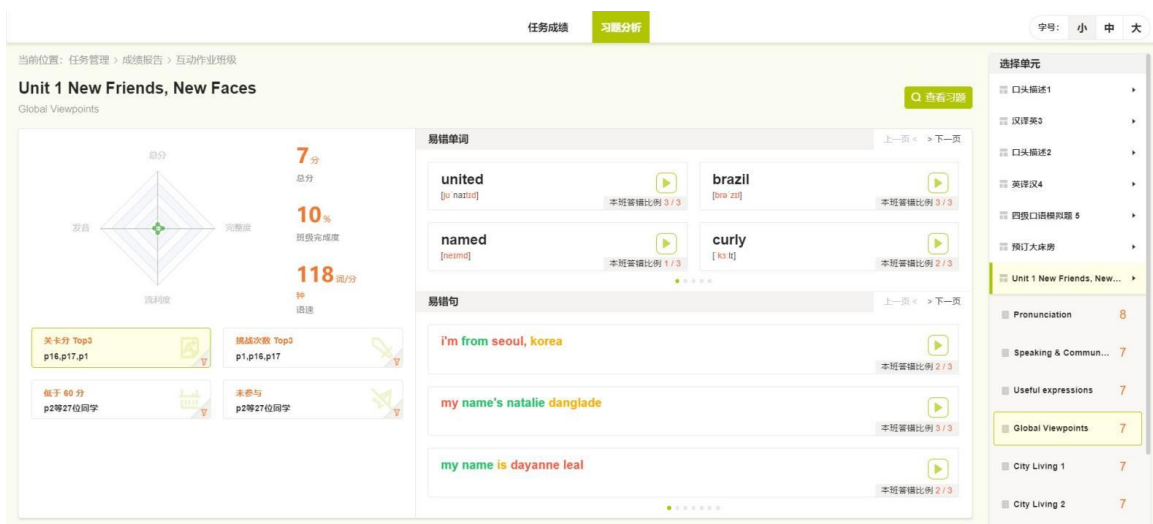 任务成绩
习题分析
字号: 小 中 大
当前位置: 任务管理 > 成绩报告 > 互动作业班级
Unit 1 New Friends, New Faces
Global Viewpoints
查看习题
总分
发音
完整度
流利度
7分
总分
10%
班级完成度
118词/分
钟
语速
关卡分 Top3
p16,p17,p1
挑战次数 Top3
p1,p16,p17
低于 60 分
p2等27位同学
未参与
p2等27位同学
易错单词
上一页 < > 下一页
united
[juˈnaɪtɪd]
本班答错比例 3 / 3
brazil
[brəˈzɪl]
本班答错比例 3 / 3
named
[neɪmd]
本班答错比例 1 / 3
curly
本班答错比例 2 / 3
易错句
上一页 < > 下一页
i'm from seoul, korea
本班答错比例 2 / 3
my name's natalie danglade
本班答错比例 3 / 3
my name is dayanne leal
本班答错比例 2 / 3
选择单元
口头描述1
汉译英3
口头描述2
英译汉4
四级口语模拟题 5
预订大床房
Unit 1 New Friends, New...
Pronunciation 8
Speaking & Commun... 7
Useful expressions 7
Global Viewpoints 7
City Living 1 7
City Living 2 7